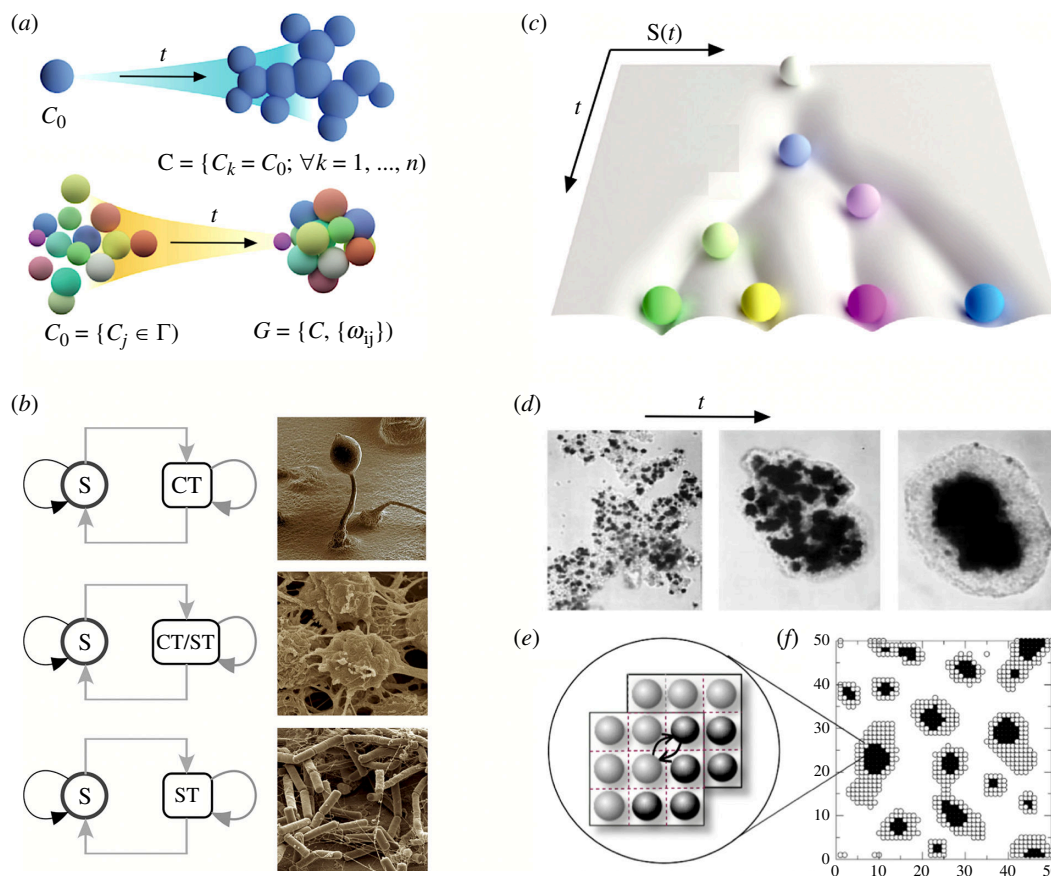 (a)
t
C₀
C = {Cₖ = C₀; ∀k = 1, ..., n)
t
C₀ = {Cⱼ ∈ Γ)
G = {C, {ωᵢⱼ})
(b)
S
CT
S
CT/ST
S
ST
(c)
S(t)
t
(d)
t
(e)
(f)
50
40
30
20
10
0
0 10 20 30 40 50